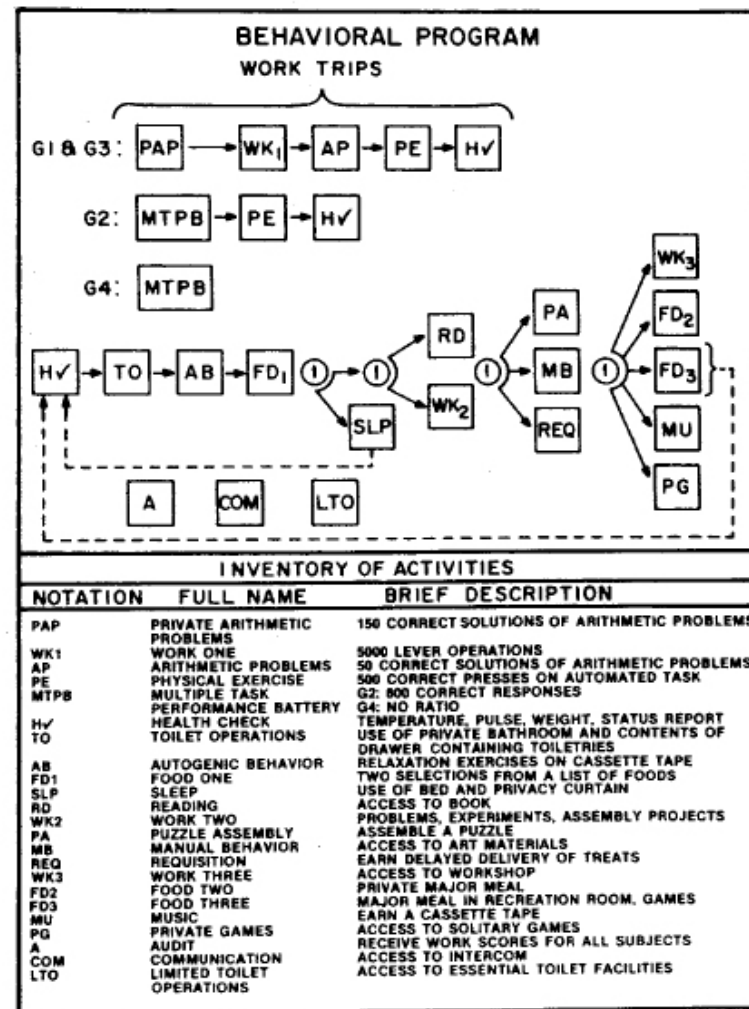 BEHAVIORAL PROGRAM
WORK TRIPS
G1 & G3: PAP WK1 AP PE H✓
G2: MTPB PE H✓
G4: MTPB
WK3
PA FD2
RD
H✓ TO AB FD1 1 1 1 MB 1 FD3
WK2
SLP REQ MU
A COM LTO PG
INVENTORY OF ACTIVITIES
NOTATION FULL NAME BRIEF DESCRIPTION
PAP PRIVATE ARITHMETIC PROBLEMS 150 CORRECT SOLUTIONS OF ARITHMETIC PROBLEMS
WK1 WORK ONE 5000 LEVER OPERATIONS
AP ARITHMETIC PROBLEMS 50 CORRECT SOLUTIONS OF ARITHMETIC PROBLEMS
PE PHYSICAL EXERCISE 500 CORRECT PRESSES ON AUTOMATED TASK
MTPB MULTIPLE TASK G2: 800 CORRECT RESPONSES
PERFORMANCE BATTERY G4: NO RATIO
H✓ HEALTH CHECK TEMPERATURE, PULSE, WEIGHT, STATUS REPORT
TO TOILET OPERATIONS USE OF PRIVATE BATHROOM AND CONTENTS OF
DRAWER CONTAINING TOILETRIES
AB AUTOGENIC BEHAVIOR RELAXATION EXERCISES ON CASSETTE TAPE
FD1 FOOD ONE TWO SELECTIONS FROM A LIST OF FOODS
SLP SLEEP USE OF BED AND PRIVACY CURTAIN
RD READING ACCESS TO BOOK
WK2 WORK TWO PROBLEMS, EXPERIMENTS, ASSEMBLY PROJECTS
PA PUZZLE ASSEMBLY ASSEMBLE A PUZZLE
MB MANUAL BEHAVIOR ACCESS TO ART MATERIALS
REQ REQUISITION EARN DELAYED DELIVERY OF TREATS
WK3 WORK THREE ACCESS TO WORKSHOP
FD2 FOOD TWO PRIVATE MAJOR MEAL
FD3 FOOD THREE MAJOR MEAL IN RECREATION ROOM, GAMES
MU MUSIC EARN A CASSETTE TAPE
PG PRIVATE GAMES ACCESS TO SOLITARY GAMES
A AUDIT RECEIVE WORK SCORES FOR ALL SUBJECTS
COM COMMUNICATION ACCESS TO INTERCOM
LTO LIMITED TOILET ACCESS TO ESSENTIAL TOILET FACILITIES
OPERATIONS